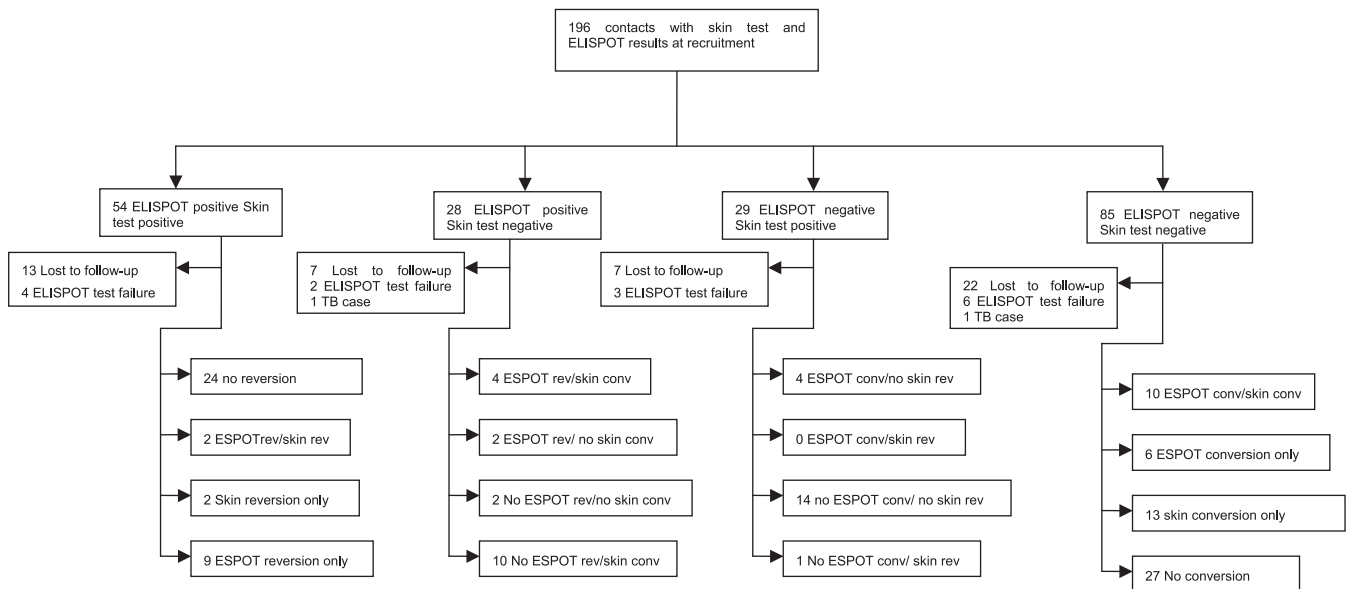 196 contacts with skin test and
ELISPOT results at recruitment
54 ELISPOT positive Skin
test positive
28 ELISPOT positive
Skin test negative
29 ELISPOT negative
Skin test positive
85 ELISPOT negative
Skin test negative
13 Lost to follow-up
4 ELISPOT test failure
7 Lost to follow-up
2 ELISPOT test failure
1 TB case
7 Lost to follow-up
3 ELISPOT test failure
22 Lost to follow-up
6 ELISPOT test failure
1 TB case
24 no reversion
2 ESPOTrev/skin rev
2 Skin reversion only
9 ESPOT reversion only
4 ESPOT rev/skin conv
2 ESPOT rev/ no skin conv
2 No ESPOT rev/no skin conv
10 No ESPOT rev/skin conv
4 ESPOT conv/no skin rev
0 ESPOT conv/skin rev
14 no ESPOT conv/ no skin rev
1 No ESPOT conv/ skin rev
10 ESPOT conv/skin conv
6 ESPOT conversion only
13 skin conversion only
27 No conversion